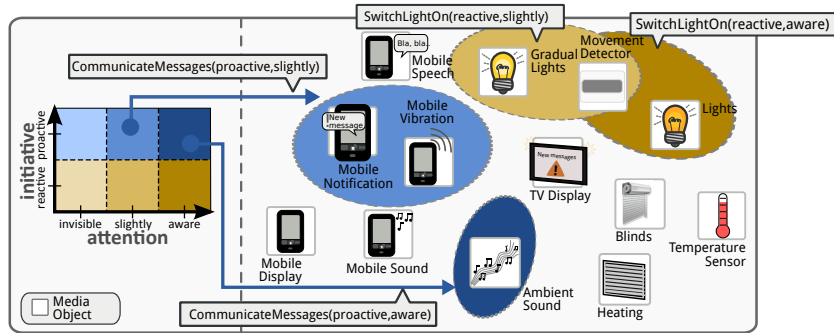 SwitchLightOn(reactive,slightly)
SwitchLightOn(reactive,aware)
Bla, bla..
Mobile
Speech
Gradual
Lights
Movement
Detector
CommunicateMessages(proactive,slightly)
Lights
New
-message-
Mobile
Vibration
Mobile
Notification
New messages
TV Display
initiative
reactive
proactive
invisible
slightly
aware
attention
Mobile
Display
Mobile Sound
Blinds
Temperature
Sensor
Ambient
Sound
Heating
Media
Object
CommunicateMessages(proactive,aware)